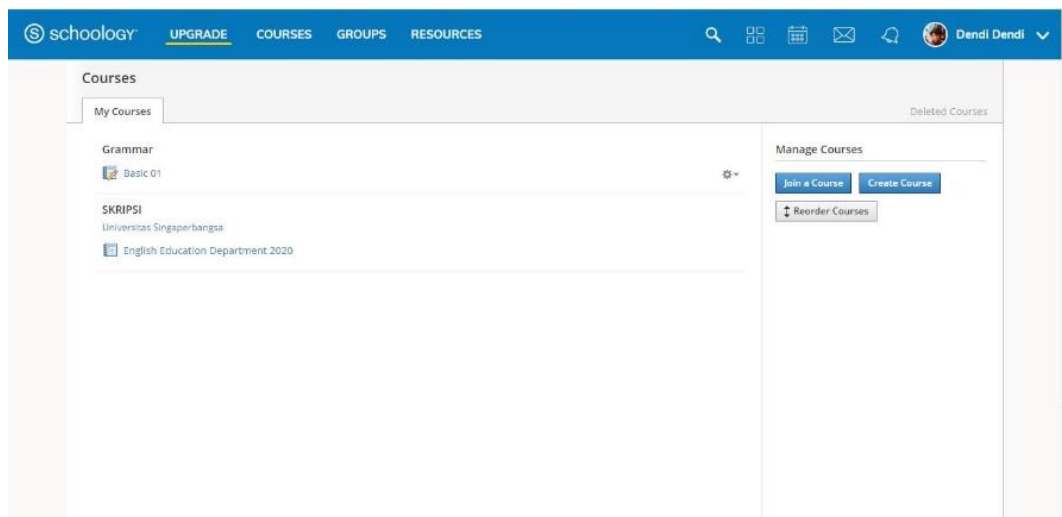 schoology UPGRADE COURSES GROUPS RESOURCES Dendi Dendi
Courses
My Courses Deleted Courses
Grammar
Basic 01
SKRIPSI
Universitas Singaperbangsa
English Education Department 2020
Manage Courses
Join a Course Create Course
Reorder Courses